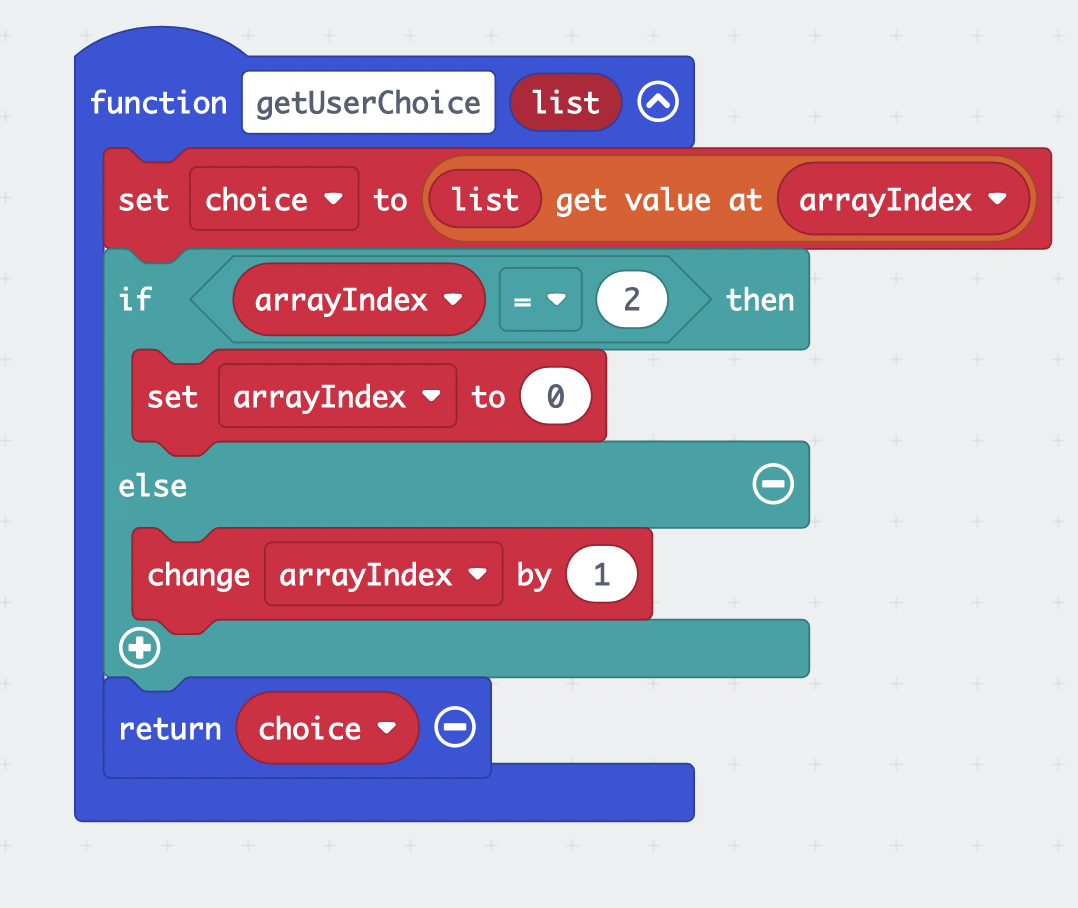 function getUserChoice list
set choice to list get value at arrayIndex
if arrayIndex = 2 then
set arrayIndex to 0
else
change arrayIndex by 1
return choice